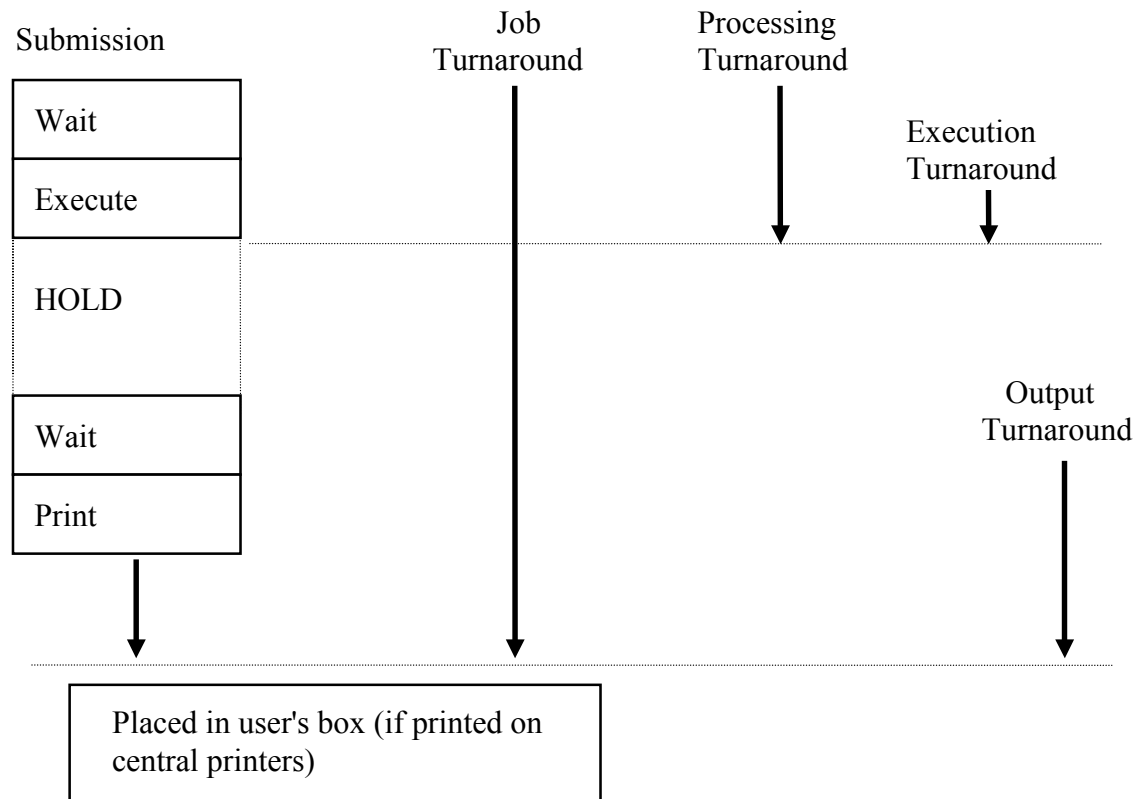 Submission
Job
Turnaround
Processing
Turnaround
Wait
Execution
Turnaround
Execute
HOLD
Output
Turnaround
Wait
Print
Placed in user's box (if printed on
central printers)